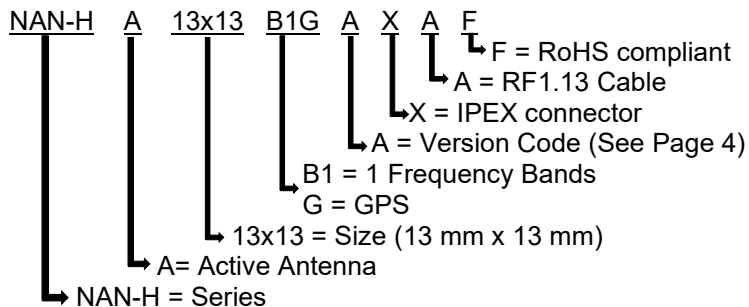 NAN-H A 13x13 B1G A X A F
F = RoHS compliant
A = RF1.13 Cable
X = IPEX connector
A = Version Code (See Page 4)
B1 = 1 Frequency Bands
G = GPS
13x13 = Size (13 mm x 13 mm)
A= Active Antenna
NAN-H = Series